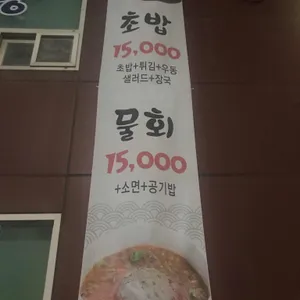 초밥
15,000
초밥+튀김+우동
샐러드+장국
물회
15,000
+소면+공기밥